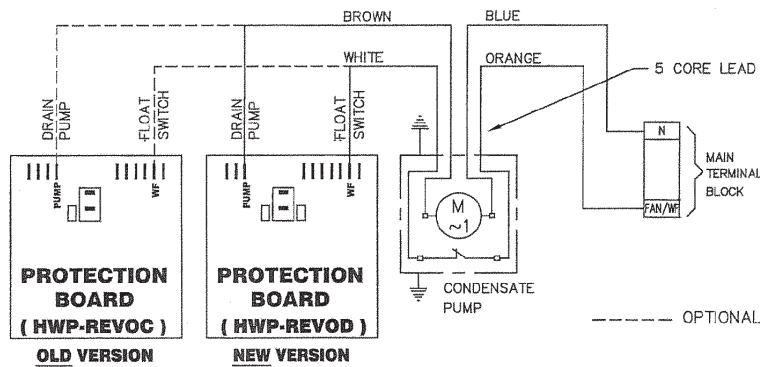 BROWN
BLUE
WHITE
ORANGE
5 CORE LEAD
DRAIN
PUMP
FLOAT
SWITCH
DRAIN
PUMP
FLOAT
SWITCH
N
MAIN
TERMINAL
BLOCK
FAN/WF
PUMP
WF
PUMP
WF
M
~1
PROTECTION
BOARD
( HWP-REVOC )
OLD VERSION
PROTECTION
BOARD
( HWP-REVOD )
NEW VERSION
CONDENSATE
PUMP
OPTIONAL